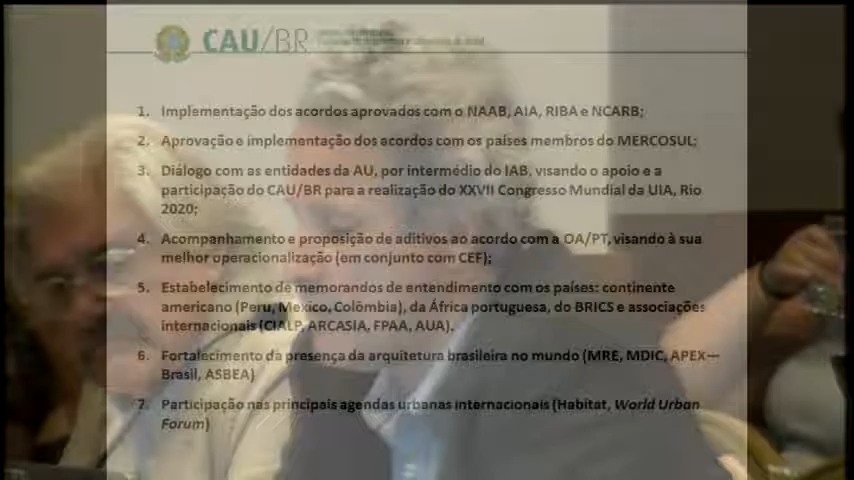 CAU/BR
1. Implementação dos acordos aprovados com o NAAB, AIA, RIBA e NCARB;
2. Aprovação e implementação dos acordos com os países membros do MERCOSUL;
3. Diálogo com as entidades da AU, por intermédio do IAB, visando o apoio e a
participação do CAU/BR para a realização do XXVII Congresso Mundial da UIA, Rio
2020;
4. Acompanhamento e proposição de aditivos ao acordo com a OA/PT, visando à sua
melhor operacionalização (em conjunto com CEF);
5. Estabelecimento de memorandos de entendimento com os países: continente
americano (Peru, Mexico, Colômbia), da África portuguesa, do BRICS e associações
internacionais (CIALP, ARCASIA, FPAA, AUA).
6. Fortalecimento da presença da arquitetura brasileira no mundo (MRE, MDIC, APEX—
Brasil, ASBEA)
7. Participação nas principais agendas urbanas internacionais (Habitat, World Urban
Forum)